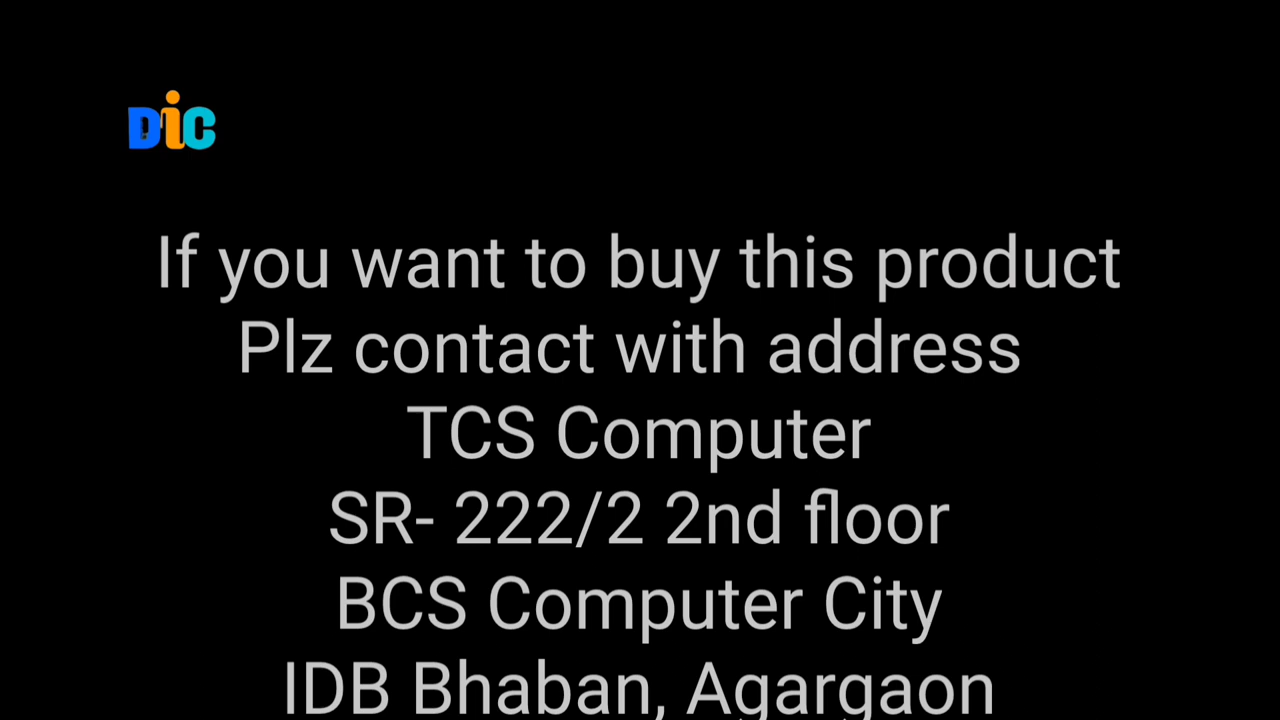 DiC
If you want to buy this product
Plz contact with address
TCS Computer
SR- 222/2 2nd floor
BCS Computer City
IDB Bhaban, Agargaon